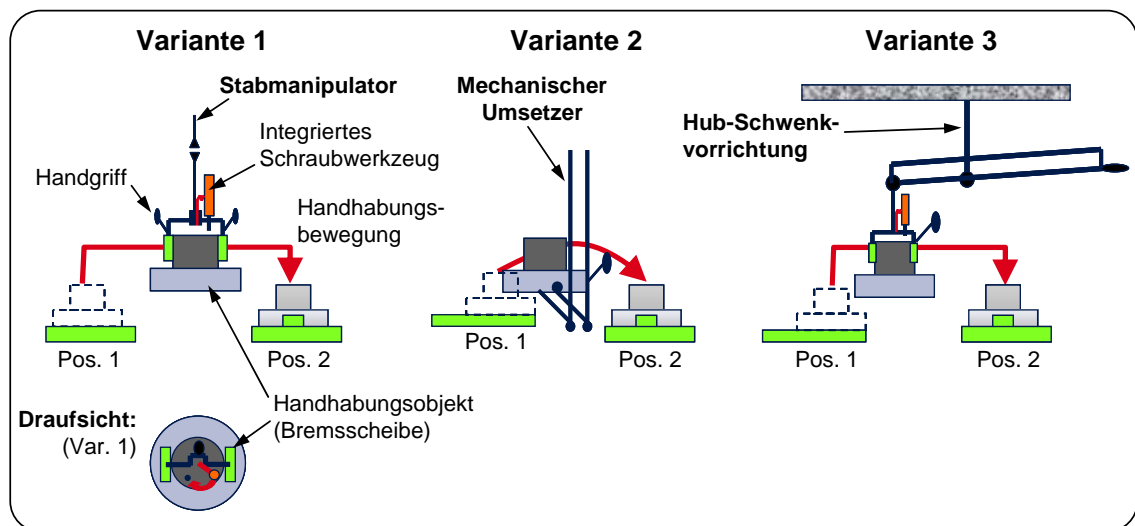 Variante 1
Stabmanipulator
Integriertes
Schraubwerkzeug
Handgriff
Handhabungs-
bewegung
Pos. 1
Pos. 2
Draufsicht:
(Var. 1)
Handhabungsobjekt
(Bremsscheibe)
Variante 2
Mechanischer
Umsetzer
Pos. 1
Pos. 2
Variante 3
Hub-Schwenk-
vorrichtung
Pos. 1
Pos. 2